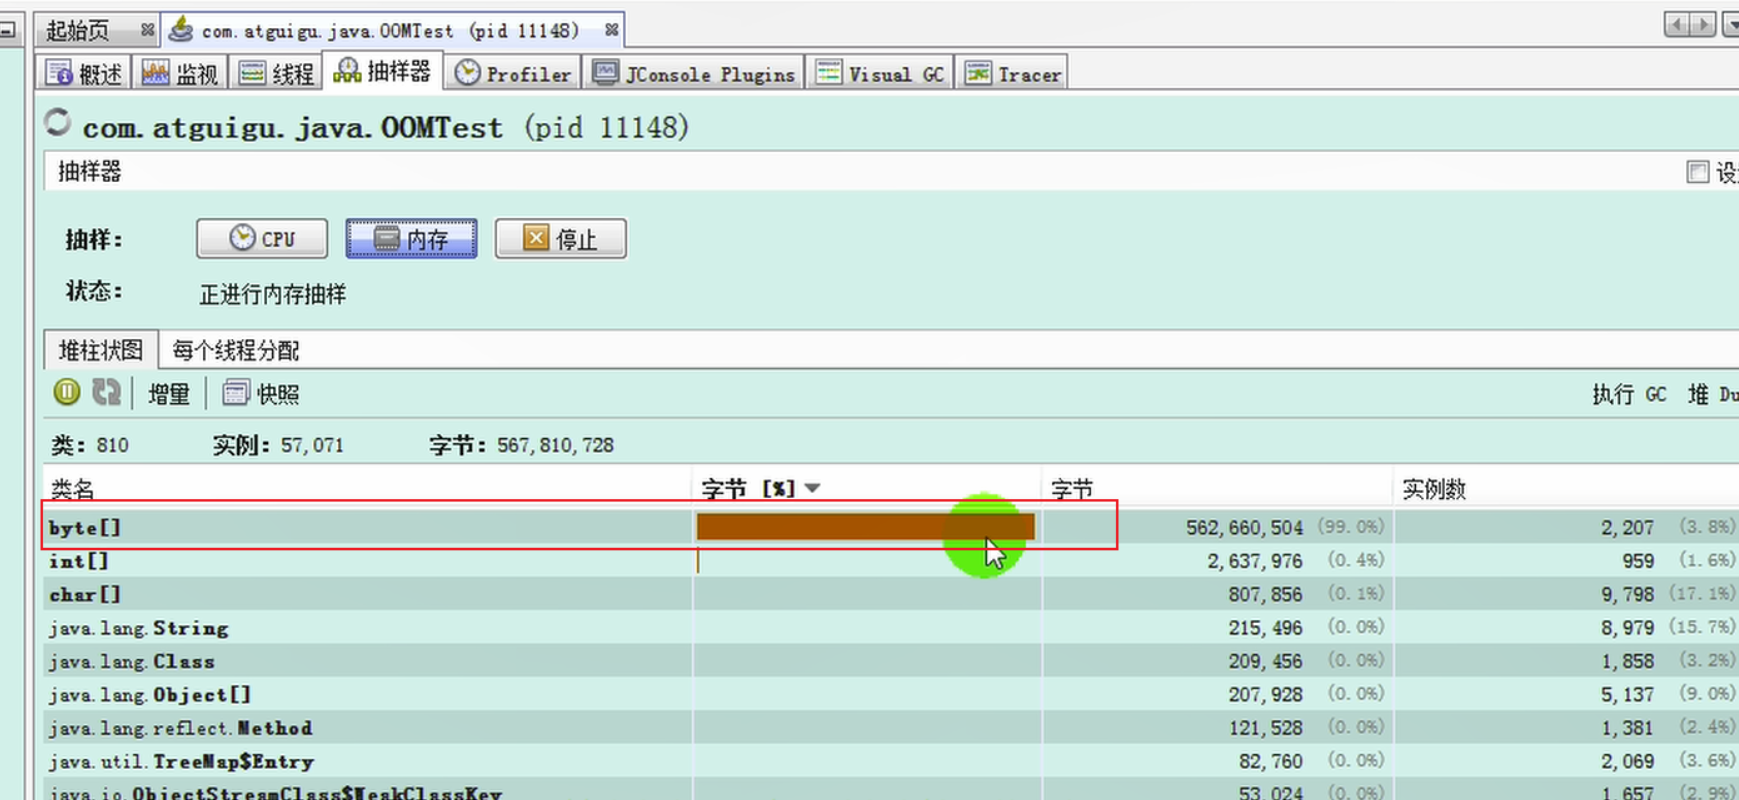 起始页 com.atguigu.java.OOMTest (pid 11148)
概述 监视 线程 抽样器 Profiler JConsole Plugins Visual GC Tracer
com.atguigu.java.OOMTest (pid 11148)
抽样器
抽样: CPU 内存 停止
状态: 正进行内存抽样
堆柱状图 每个线程分配
增量 快照 执行 GC 堆 Du
类: 810 实例: 57,071 字节: 567,810,728
类名 字节 [%] 字节 实例数
byte[] 562,660,504 (99.0%) 2,207 (3.8%)
int[] 2,637,976 (0.4%) 959 (1.6%)
char[] 807,856 (0.1%) 9,798 (17.1%)
java.lang.String 215,496 (0.0%) 8,979 (15.7%)
java.lang.Class 209,456 (0.0%) 1,858 (3.2%)
java.lang.Object[] 207,928 (0.0%) 5,137 (9.0%)
java.lang.reflect.Method 121,528 (0.0%) 1,381 (2.4%)
java.util.TreeMap$Entry 82,760 (0.0%) 2,069 (3.6%)
java.io.ObjectStreamClass$WeakClassKey 53,024 (0.0%) 1,657 (2.9%)